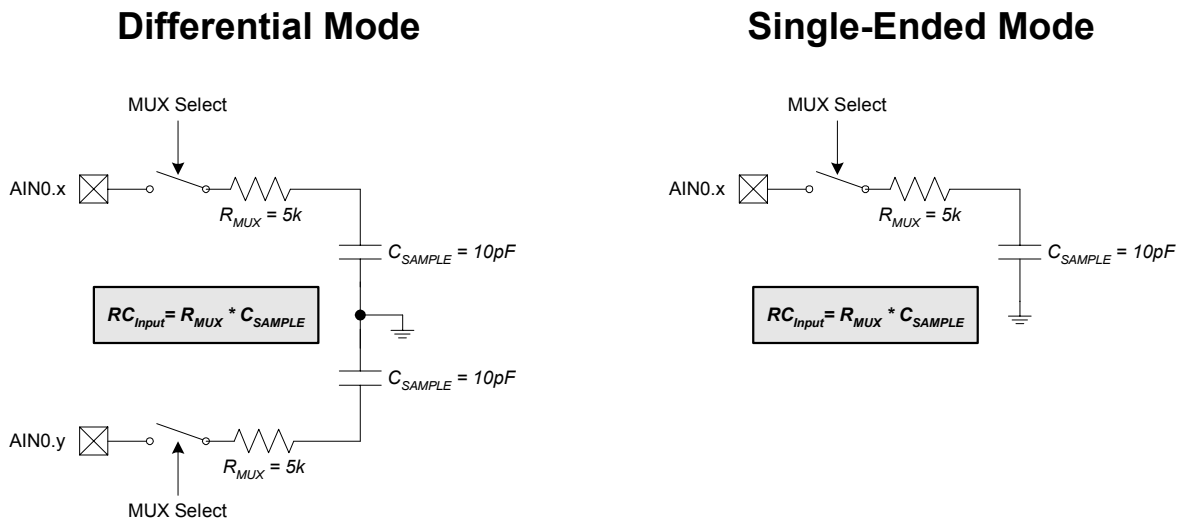 Differential Mode
MUX Select
AIN0.x
R_MUX = 5k
C_SAMPLE = 10pF
RC_Input= R_MUX * C_SAMPLE
C_SAMPLE = 10pF
AIN0.y
R_MUX = 5k
MUX Select
Single-Ended Mode
MUX Select
AIN0.x
R_MUX = 5k
C_SAMPLE = 10pF
RC_Input= R_MUX * C_SAMPLE